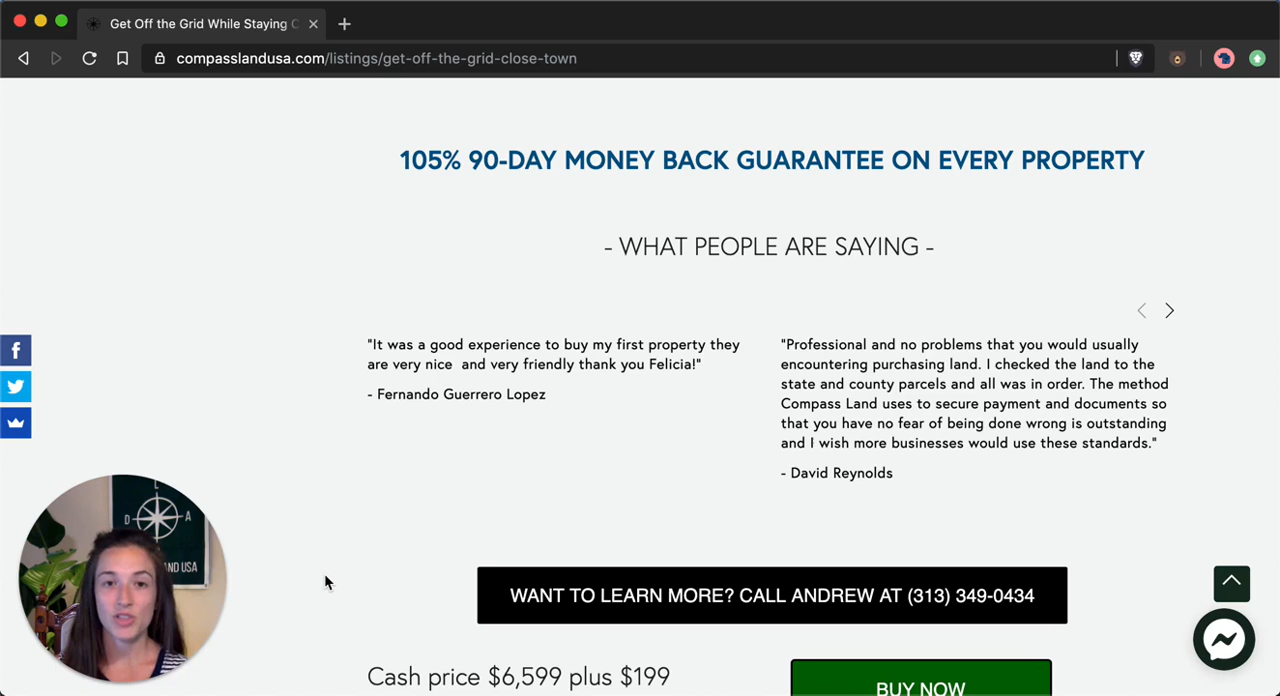 Get Off the Grid While Staying C
compasslandusa.com/listings/get-off-the-grid-close-town
105% 90-DAY MONEY BACK GUARANTEE ON EVERY PROPERTY
- WHAT PEOPLE ARE SAYING -
"It was a good experience to buy my first property they
are very nice and very friendly thank you Felicia!"
- Fernando Guerrero Lopez
"Professional and no problems that you would usually
encountering purchasing land. I checked the land to the
state and county parcels and all was in order. The method
Compass Land uses to secure payment and documents so
that you have no fear of being done wrong is outstanding
and I wish more businesses would use these standards."
- David Reynolds
L
D A
ND USA
WANT TO LEARN MORE? CALL ANDREW AT (313) 349-0434
Cash price $6,599 plus $199
BUY NOW